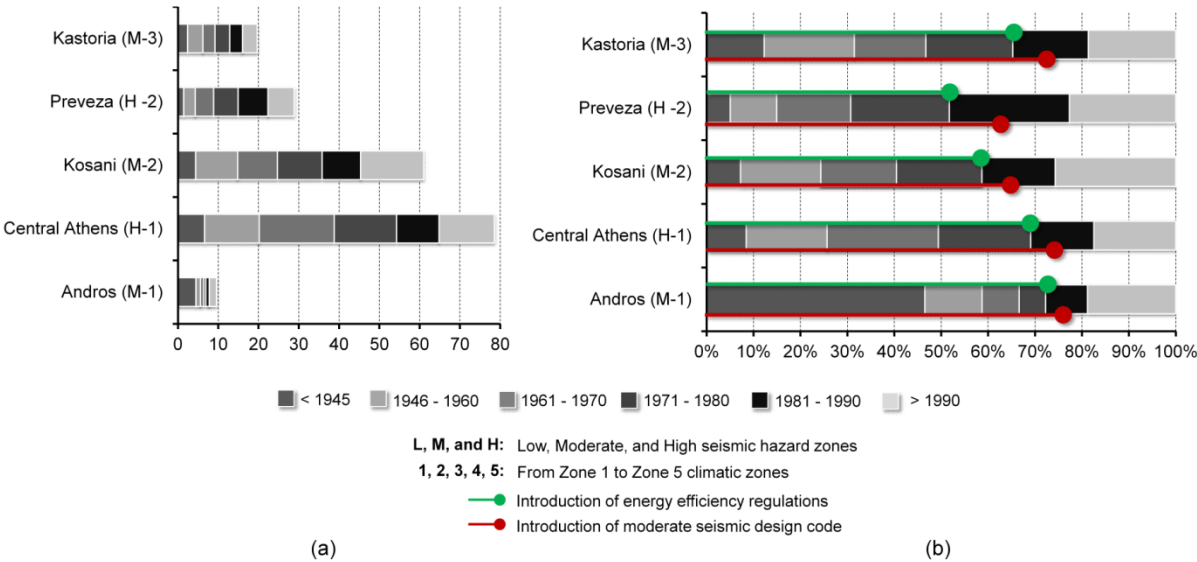 Kastoria (M-3)
Preveza (H -2)
Kosani (M-2)
Central Athens (H-1)
Andros (M-1)
0 10 20 30 40 50 60 70 80
Kastoria (M-3)
Preveza (H -2)
Kosani (M-2)
Central Athens (H-1)
Andros (M-1)
0% 10% 20% 30% 40% 50% 60% 70% 80% 90% 100%
< 1945 1946 - 1960 1961 - 1970 1971 - 1980 1981 - 1990 > 1990
L, M, and H: Low, Moderate, and High seismic hazard zones
1, 2, 3, 4, 5: From Zone 1 to Zone 5 climatic zones
Introduction of energy efficiency regulations
Introduction of moderate seismic design code
(a) (b)